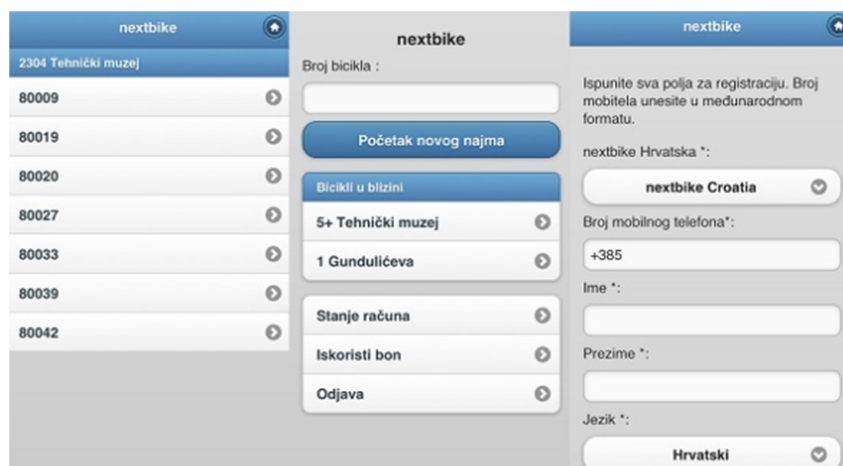 nextbike
2304 Tehnički muzej
80009
80019
80020
80027
80033
80039
80042
nextbike
Broj bicikla :
Početak novog najma
Bicikli u blizini
5+ Tehnički muzej
1 Gundulićeva
Stanje računa
Iskoristi bon
Odjava
nextbike
Ispunite sva polja za registraciju. Broj
mobitela unesite u međunarodnom
formatu.
nextbike Hrvatska *:
nextbike Croatia
Broj mobilnog telefona*:
+385
Ime *:
Prezime *:
Jezik *:
Hrvatski